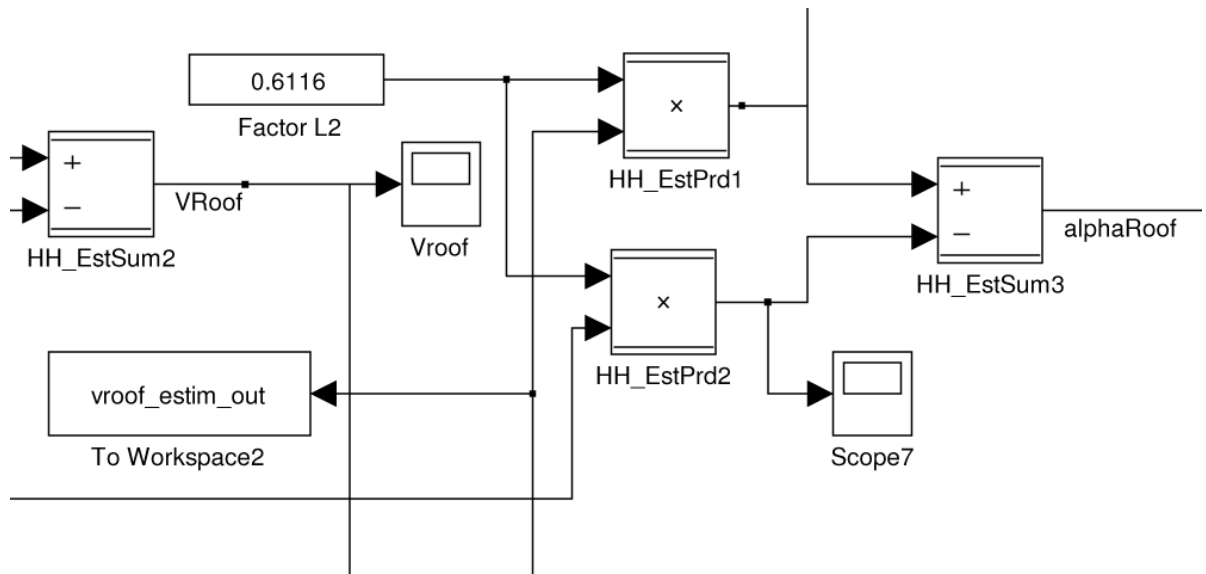 0.6116
Factor L2
×
HH_EstPrd1
+
−
HH_EstSum2
VRoof
Vroof
+
−
HH_EstSum3
alphaRoof
×
HH_EstPrd2
vroof_estim_out
To Workspace2
Scope7